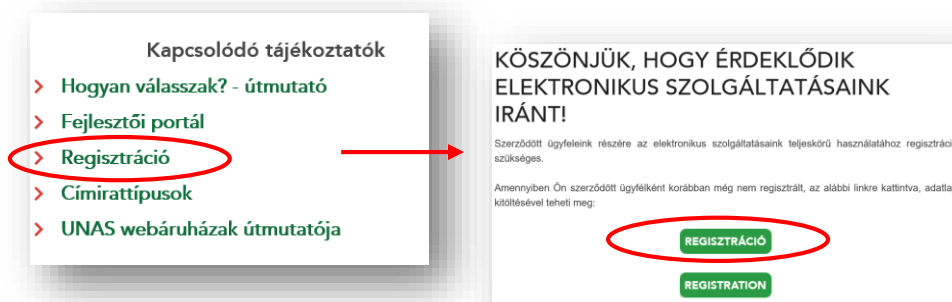 Kapcsolódó tájékoztatók
Hogyan válasszak? - útmutató
Fejlesztői portál
Regisztráció
Címirattípusok
UNAS webáruházak útmutatója
KÖSZÖNJÜK, HOGY ÉRDEKLŐDIK
ELEKTRONIKUS SZOLGÁLTATÁSAINK
IRÁNT!
Szerződött ügyfeleink részére az elektronikus szolgáltatásaink teljeskörű használatához regisztráci
szükséges.
Amennyiben Ön szerződött ügyfélként korábban még nem regisztrált, az alábbi linkre kattintva, adatla
kitöltésével teheti meg:
REGISZTRÁCIÓ
REGISTRATION